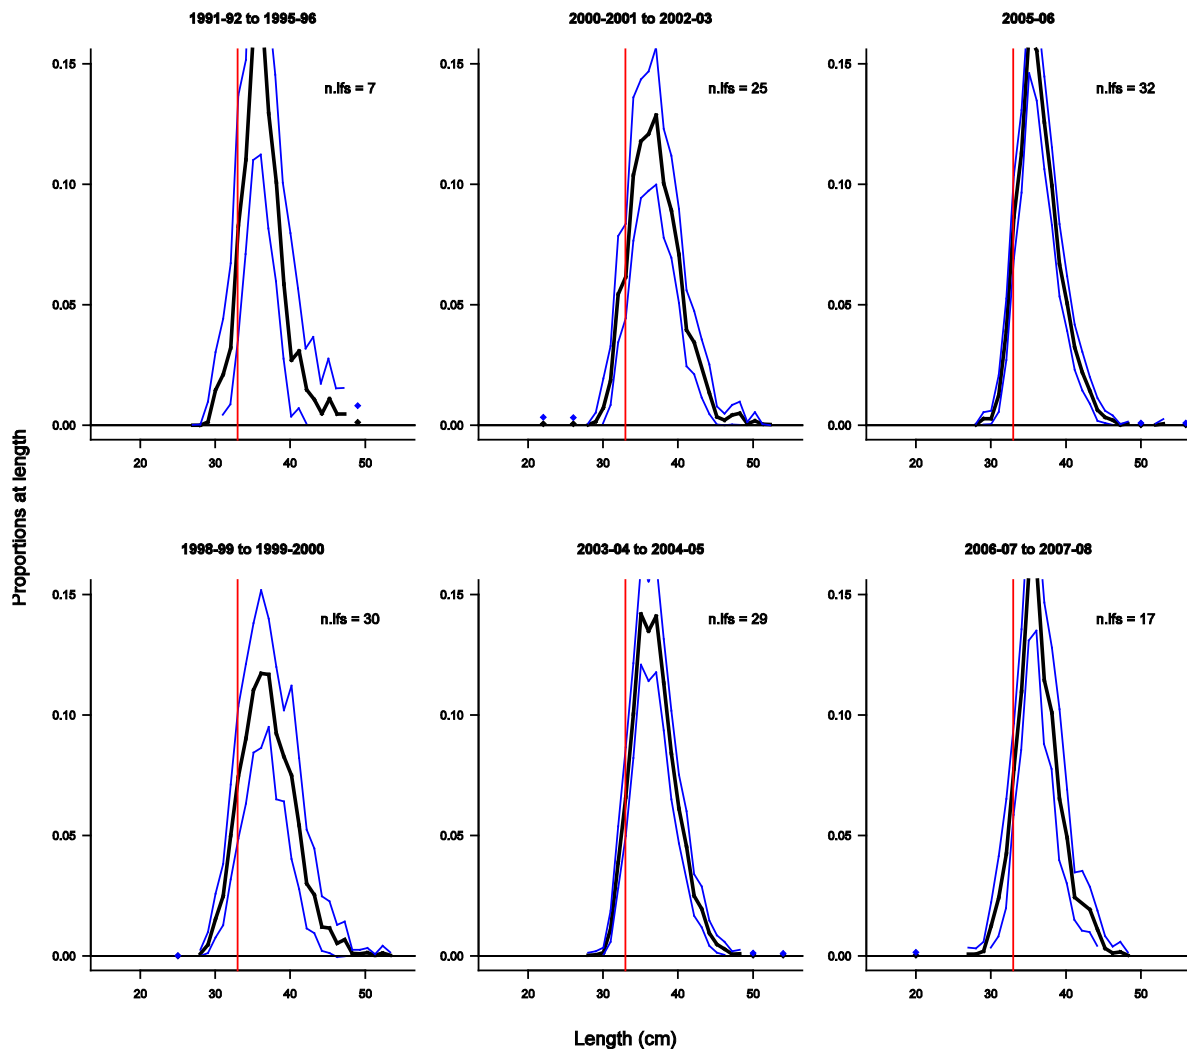 1991-92 to 1995-96
2000-2001 to 2002-03
2005-06
n.lfs = 7
n.lfs = 25
n.lfs = 32
0.15
0.10
0.05
0.00
20 30 40 50
0.15
0.10
0.05
0.00
20 30 40 50
0.15
0.10
0.05
0.00
20 30 40 50
Proportions at length
1998-99 to 1999-2000
2003-04 to 2004-05
2006-07 to 2007-08
n.lfs = 30
n.lfs = 29
n.lfs = 17
0.15
0.10
0.05
0.00
20 30 40 50
0.15
0.10
0.05
0.00
20 30 40 50
0.15
0.10
0.05
0.00
20 30 40 50
Length (cm)